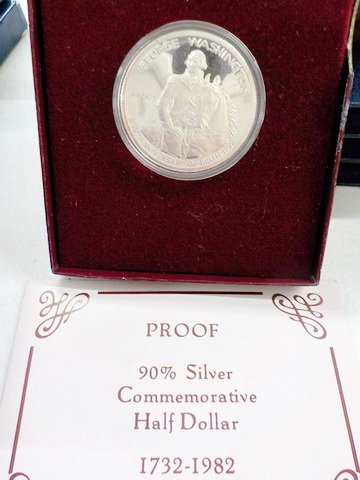 GEORGE WASHINGTON
PROOF
90% Silver
Commemorative
Half Dollar
1732-1982